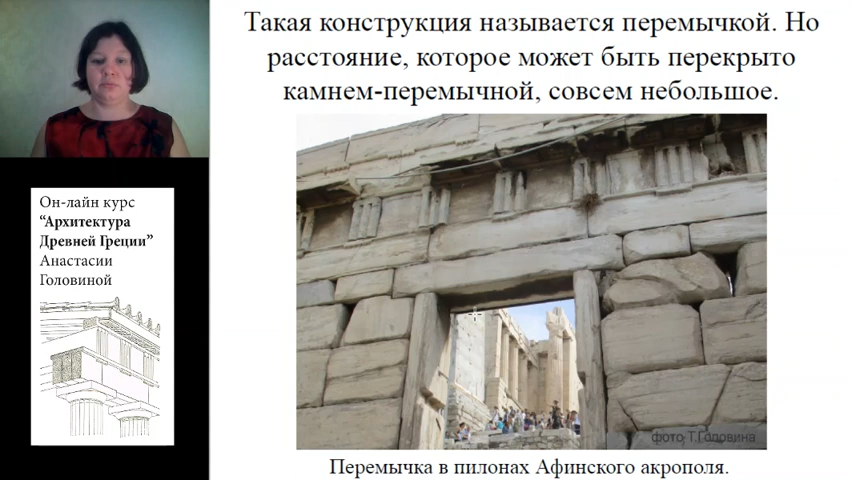 Такая конструкция называется перемычкой. Но
расстояние, которое может быть перекрыто
камнем-перемычной, совсем небольшое.
Он-лайн курс
“Архитектура
Древней Греции”
Анастасии
Головиной
фото Т.Головина
Перемычка в пилонах Афинского акрополя.